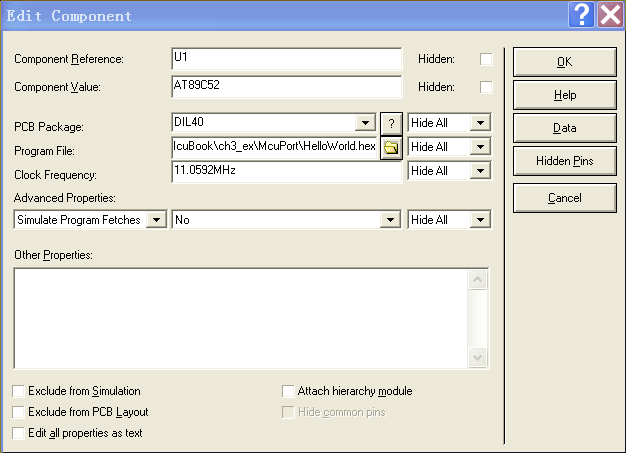 Edit Component
Component Reference: U1 Hidden: OK
Component Value: AT89C52 Hidden: Help
PCB Package: DIL40 ? Hide All Data
Program File: IcuBook\ch3_ex\McuPort\HelloWorld.hex Hide All Hidden Pins
Clock Frequency: 11.0592MHz Hide All
Advanced Properties: Cancel
Simulate Program Fetches No Hide All
Other Properties:
Exclude from Simulation Attach hierarchy module
Exclude from PCB Layout Hide common pins
Edit all properties as text